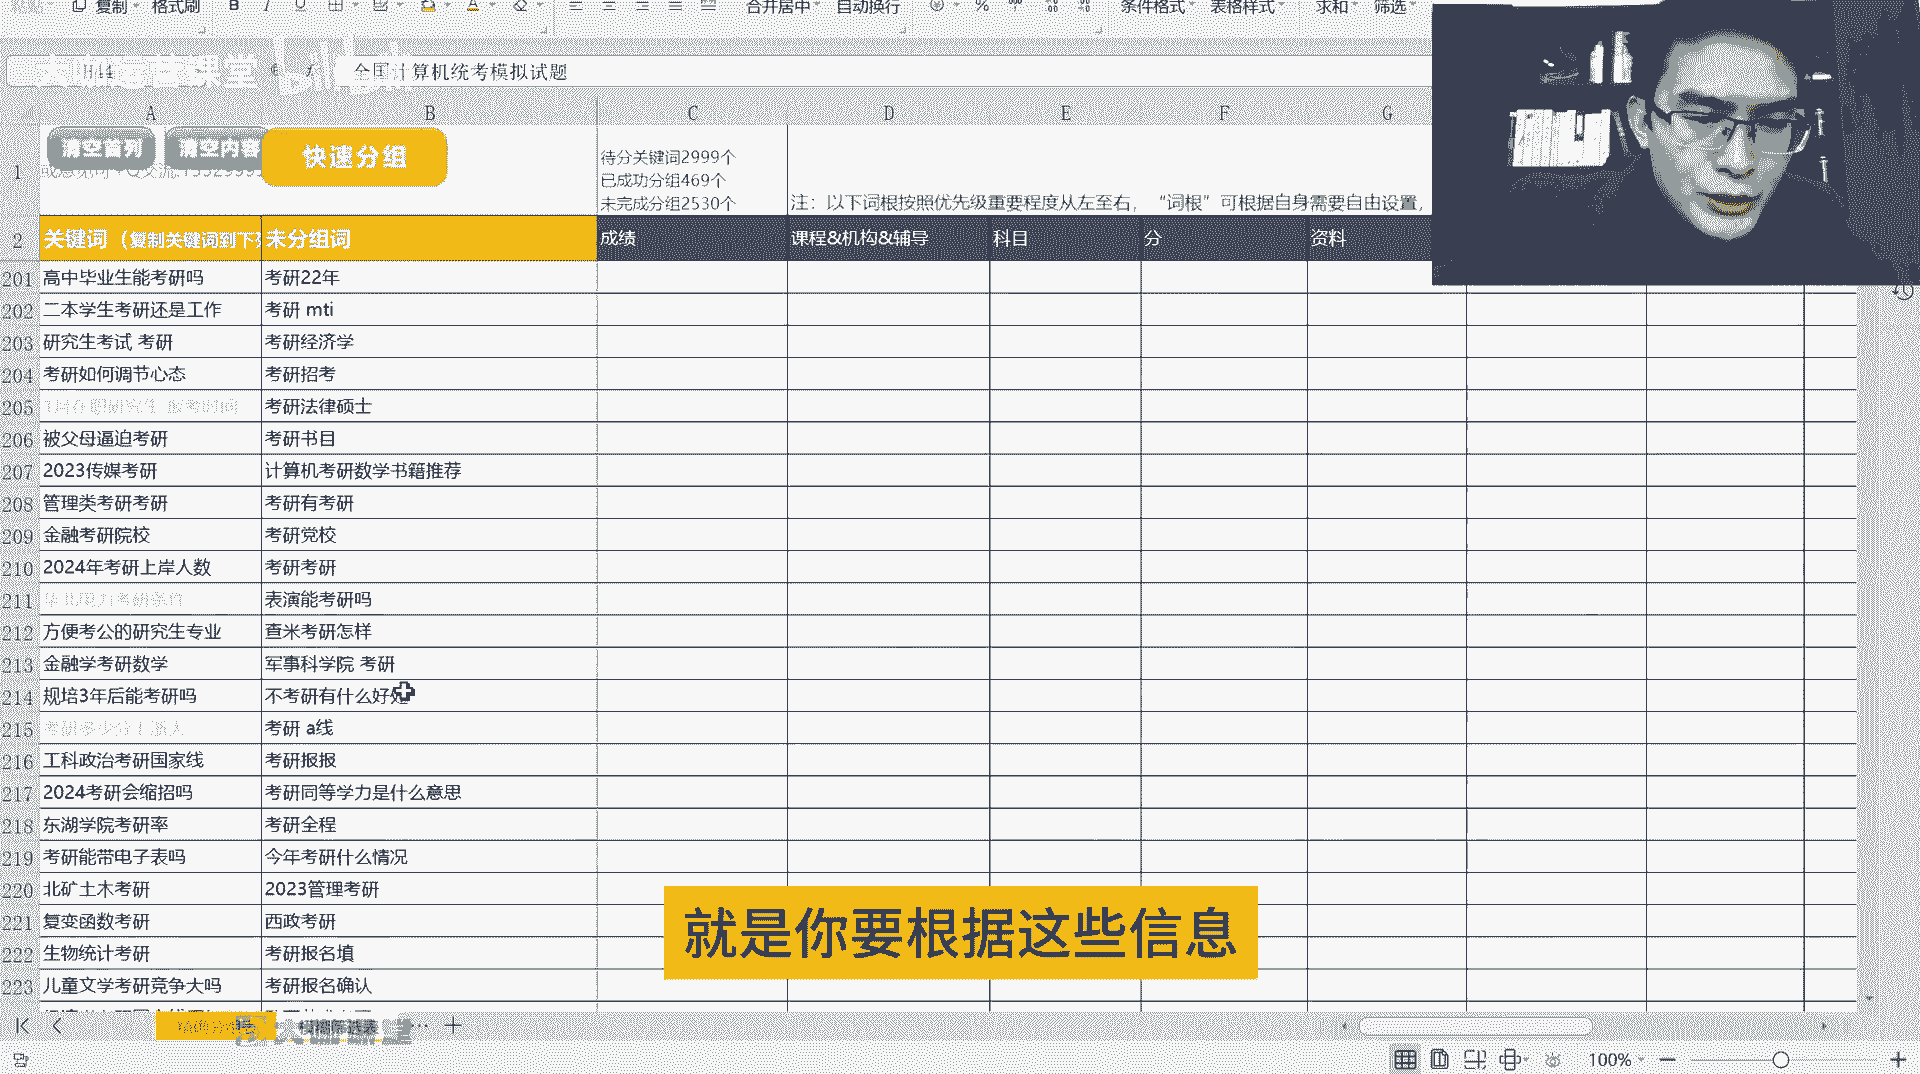 复制
格式刷
B
I
U
A
合并居中
自动换行
%
条件格式
表格样式
求和
筛选
H44
全国计算机统考模拟试题
A B C D E F G
清空首列 清空内容 快速分组
1
待分关键词2999个
已成功分组469个
未完成分组2530个
注：以下词根按照优先级重要程度从左至右，“词根”可根据自身需要自由设置，
2 关键词（复制关键词到下 未分组词 成绩 课程&机构&辅导 科目 分 资料
201 高中毕业生能考研吗 考研22年
202 二本学生考研还是工作 考研 mti
203 研究生考试 考研 考研经济学
204 考研如何调节心态 考研招考
205 考研法律硕士
206 被父母逼迫考研 考研书目
207 2023传媒考研 计算机考研数学书籍推荐
208 管理类考研考研 考研有考研
209 金融考研院校 考研党校
210 2024年考研上岸人数 考研考研
211 表演能考研吗
212 方便考公的研究生专业 查米考研怎样
213 金融学考研数学 军事科学院 考研
214 规培3年后能考研吗 不考研有什么好处
215 考研 a线
216 工科政治考研国家线 考研报报
217 2024考研会缩招吗 考研同等学力是什么意思
218 东湖学院考研率 考研全程
219 考研能带电子表吗 今年考研什么情况
220 北矿土木考研 2023管理考研
221 复变函数考研 西政考研
222 生物统计考研 考研报名填
223 儿童文学考研竞争大吗 考研报名确认
就是你要根据这些信息
100%